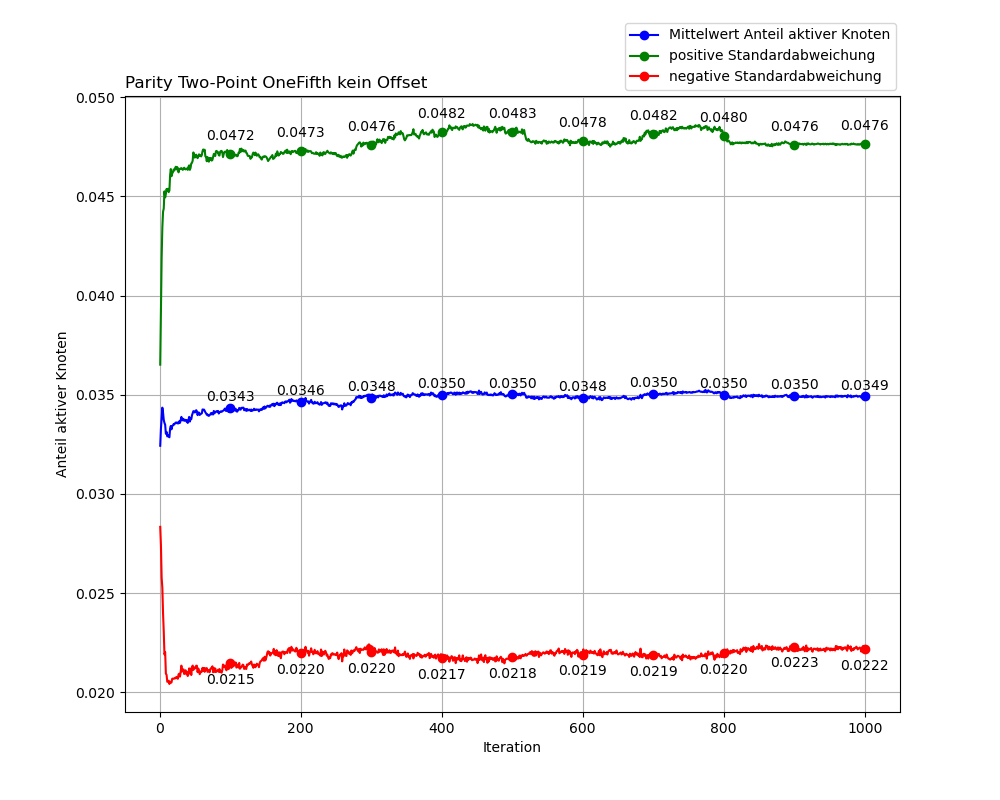 Mittelwert Anteil aktiver Knoten
positive Standardabweichung
negative Standardabweichung
Parity Two-Point OneFifth kein Offset
0.050
0.0472 0.0473 0.0476 0.0482 0.0483 0.0478 0.0482 0.0480 0.0476 0.0476
0.045
0.040
0.035
0.0343 0.0346 0.0348 0.0350 0.0350 0.0348 0.0350 0.0350 0.0350 0.0349
Anteil aktiver Knoten
0.030
0.025
0.0215 0.0220 0.0220 0.0217 0.0218 0.0219 0.0219 0.0220 0.0223 0.0222
0.020
0 200 400 600 800 1000
Iteration